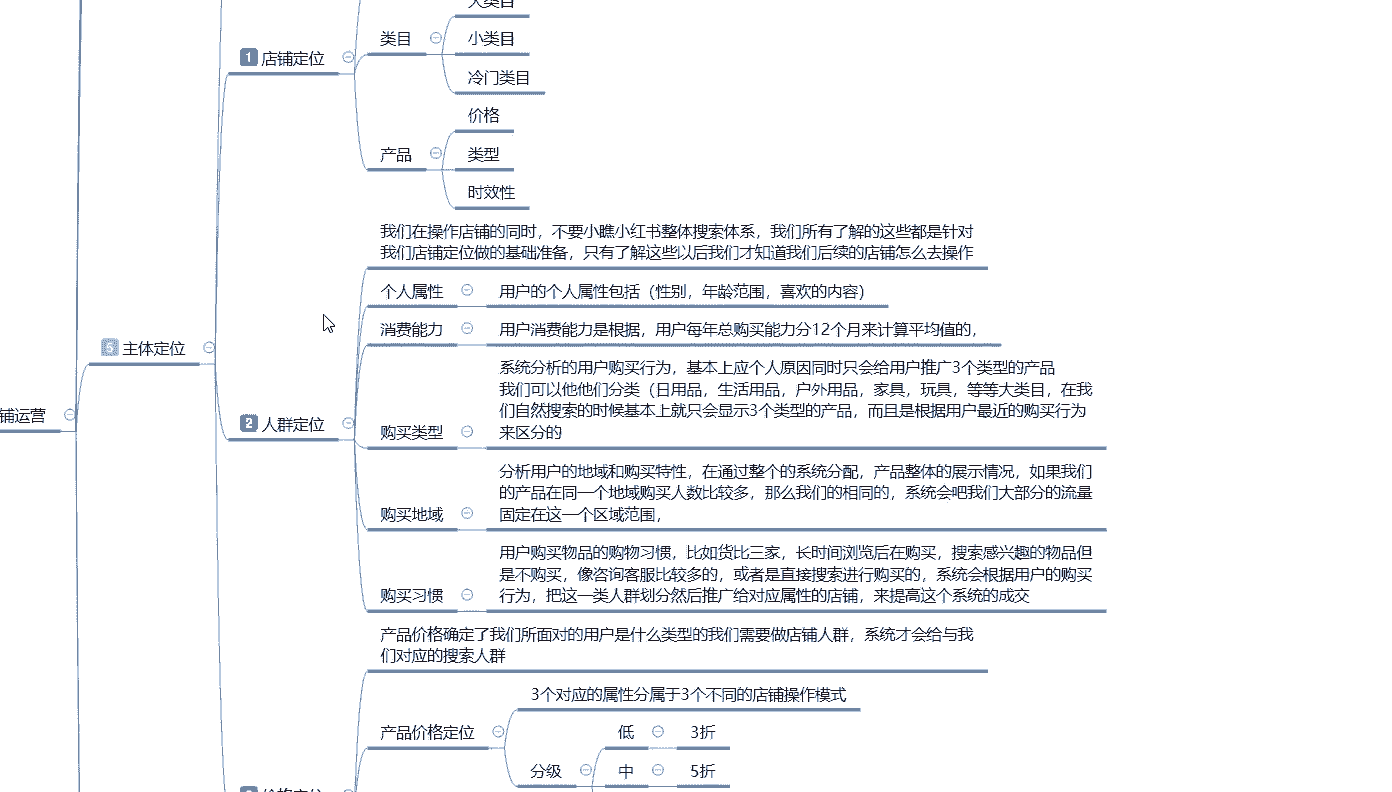 大类目
类目
小类目
1 店铺定位
冷门类目
价格
产品
类型
时效性
我们在操作店铺的同时，不要小瞧小红书整体搜索体系，我们所有了解的这些都是针对
我们店铺定位做的基础准备，只有了解这些以后我们才知道我们后续的店铺怎么去操作
个人属性
用户的个人属性包括（性别，年龄范围，喜欢的内容）
消费能力
用户消费能力是根据，用户每年总购买能力分12个月来计算平均值的，
5 主体定位
系统分析的用户购买行为，基本上应个人原因同时只会给用户推广3个类型的产品
我们可以他他们分类（日用品，生活用品，户外用品，家具，玩具，等等大类目，在我
们自然搜索的时候基本上就只会显示3个类型的产品，而且是根据用户最近的购买行为
来区分的
铺运营
2 人群定位
购买类型
分析用户的地域和购买特性，在通过整个的系统分配，产品整体的展示情况，如果我们
的产品在同一个地域购买人数比较多，那么我们的相同的，系统会吧我们大部分的流量
固定在这一个区域范围，
购买地域
用户购买物品的购物习惯，比如货比三家，长时间浏览后在购买，搜索感兴趣的物品但
是不购买，像咨询客服比较多的，或者是直接搜索进行购买的，系统会根据用户的购买
行为，把这一类人群划分然后推广给对应属性的店铺，来提高这个系统的成交
购买习惯
产品价格确定了我们所面对的用户是什么类型的我们需要做店铺人群，系统才会给与我
们对应的搜索人群
3个对应的属性分属于3个不同的店铺操作模式
产品价格定位
低
3折
分级
中
5折